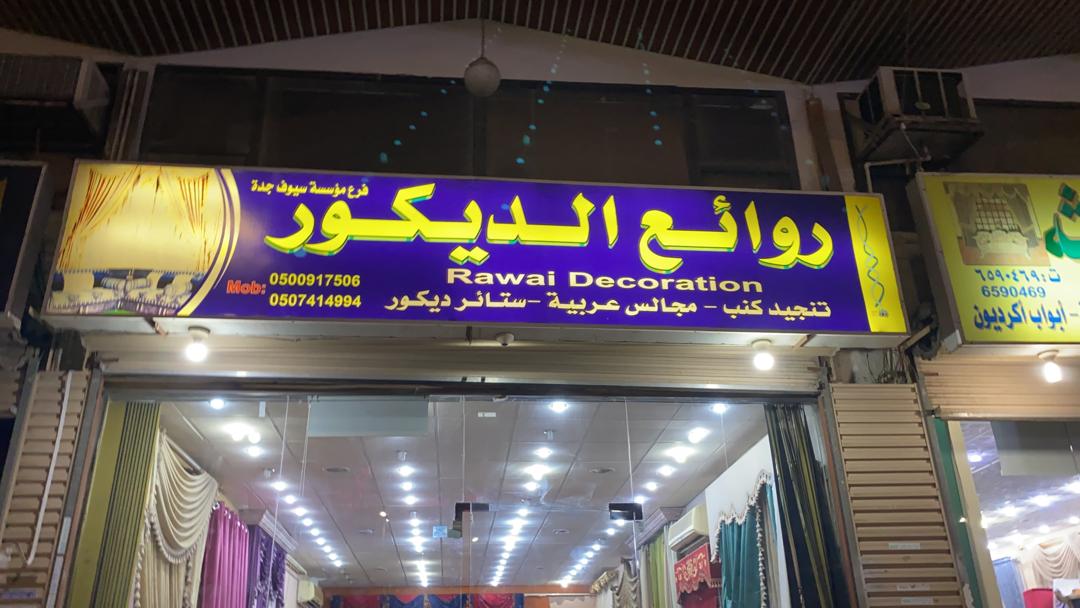 فرع مؤسسة سيوف جدة
روائع الديكور
Rawai Decoration
Mob: 0500917506
0507414994
تنجيد كنب - مجالس عربية - ستائر ديكور
ت: ٦٥٩٠٤٦٩
6590469
أبواب اكرديون